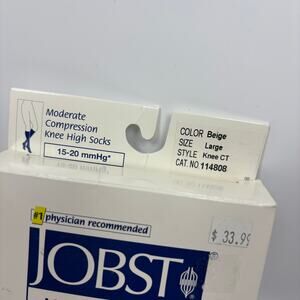 Moderate
Compression
Knee High Socks
15-20 mmHg*
COLOR Beige
SIZE Large
STYLE Knee CT
CAT. NO 114808
#1 physician recommended
$ 33.99
JOBST